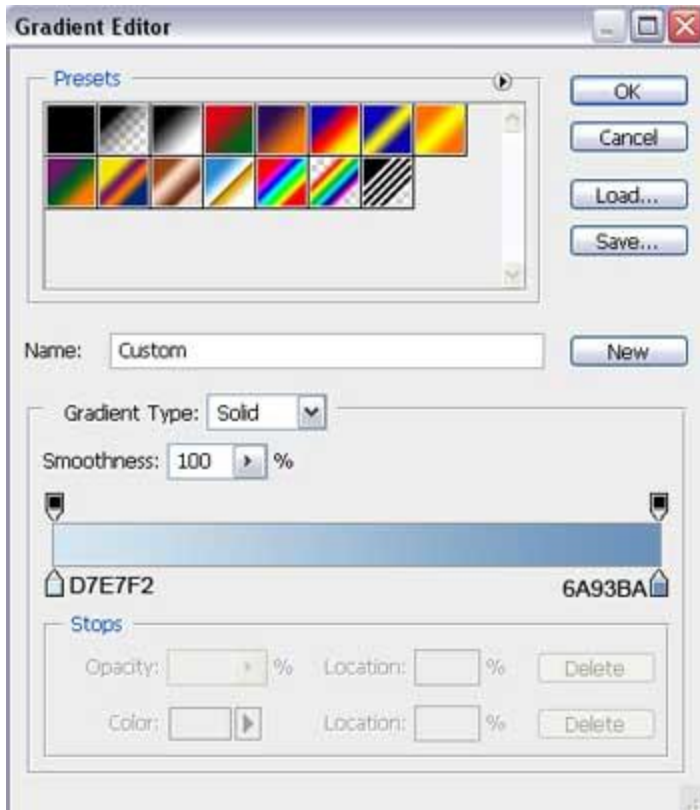 Gradient Editor
Presets
OK
Cancel
Load...
Save...
Name: Custom
New
Gradient Type: Solid
Smoothness: 100 %
D7E7F2 6A93BA
Stops
Opacity: % Location: % Delete
Color: Location: % Delete